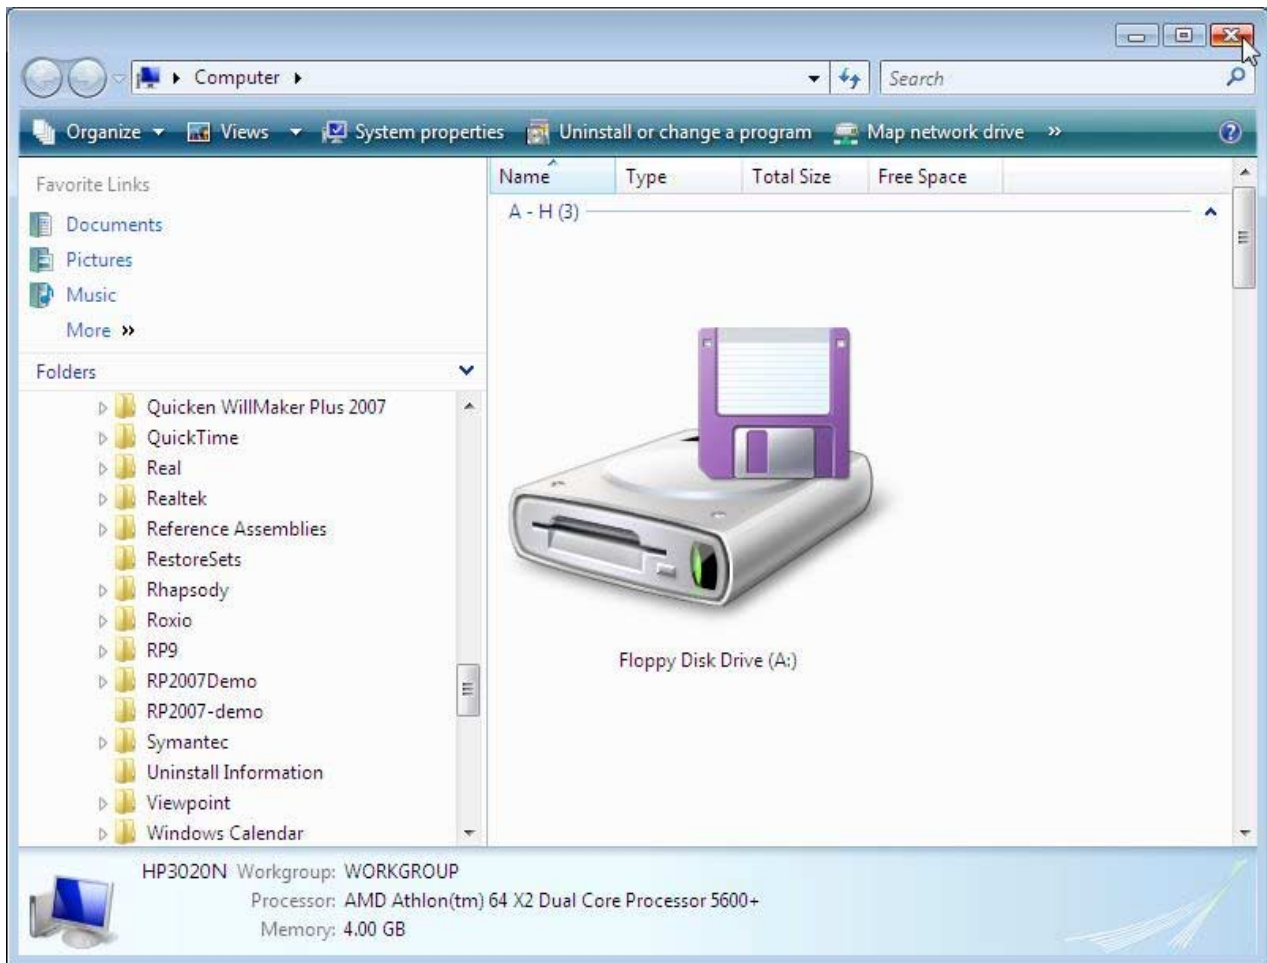 Computer
Search
Organize Views System properties Uninstall or change a program Map network drive »
Favorite Links
Documents
Pictures
Music
More »
Folders
Quicken WillMaker Plus 2007
QuickTime
Real
Realtek
Reference Assemblies
RestoreSets
Rhapsody
Roxio
RP9
RP2007Demo
RP2007-demo
Symantec
Uninstall Information
Viewpoint
Windows Calendar
Name Type Total Size Free Space
A - H (3)
Floppy Disk Drive (A:)
HP3020N Workgroup: WORKGROUP
Processor: AMD Athlon(tm) 64 X2 Dual Core Processor 5600+
Memory: 4.00 GB